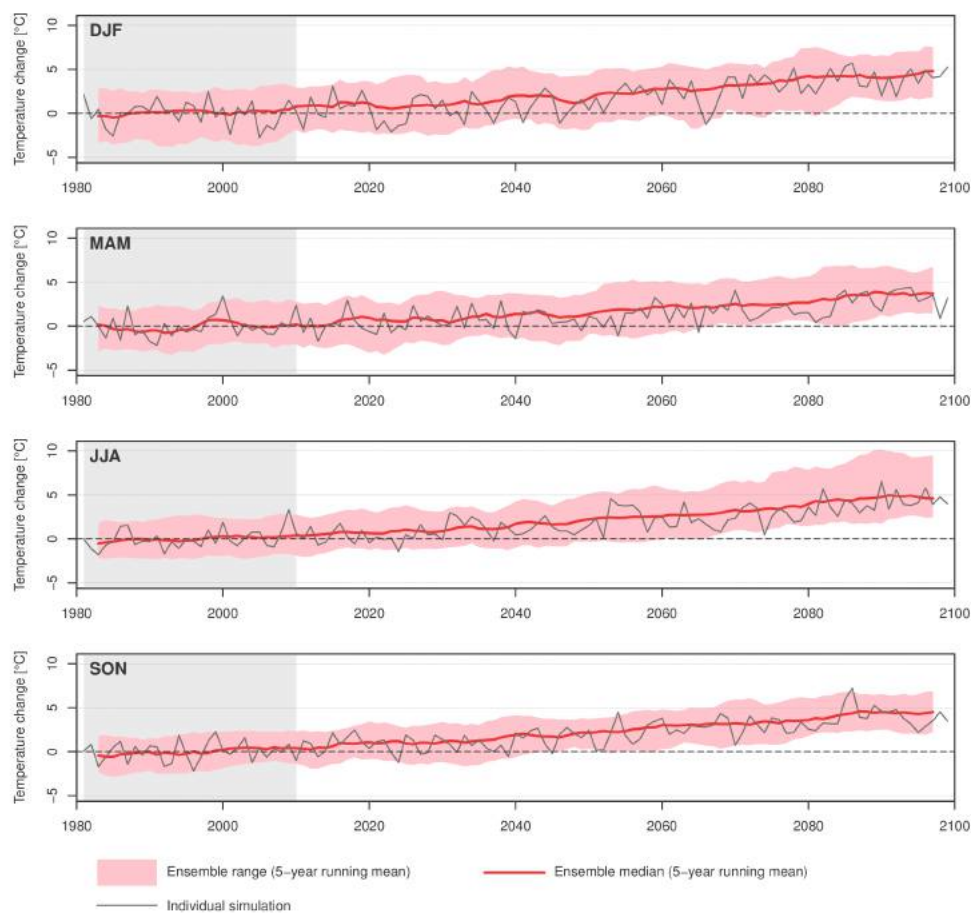 DJF
Temperature change [°C]
10
5
0
−5
1980 2000 2020 2040 2060 2080 2100
MAM
Temperature change [°C]
10
5
0
−5
1980 2000 2020 2040 2060 2080 2100
JJA
Temperature change [°C]
10
5
0
−5
1980 2000 2020 2040 2060 2080 2100
SON
Temperature change [°C]
10
5
0
−5
1980 2000 2020 2040 2060 2080 2100
Ensemble range (5−year running mean) Ensemble median (5−year running mean)
Individual simulation